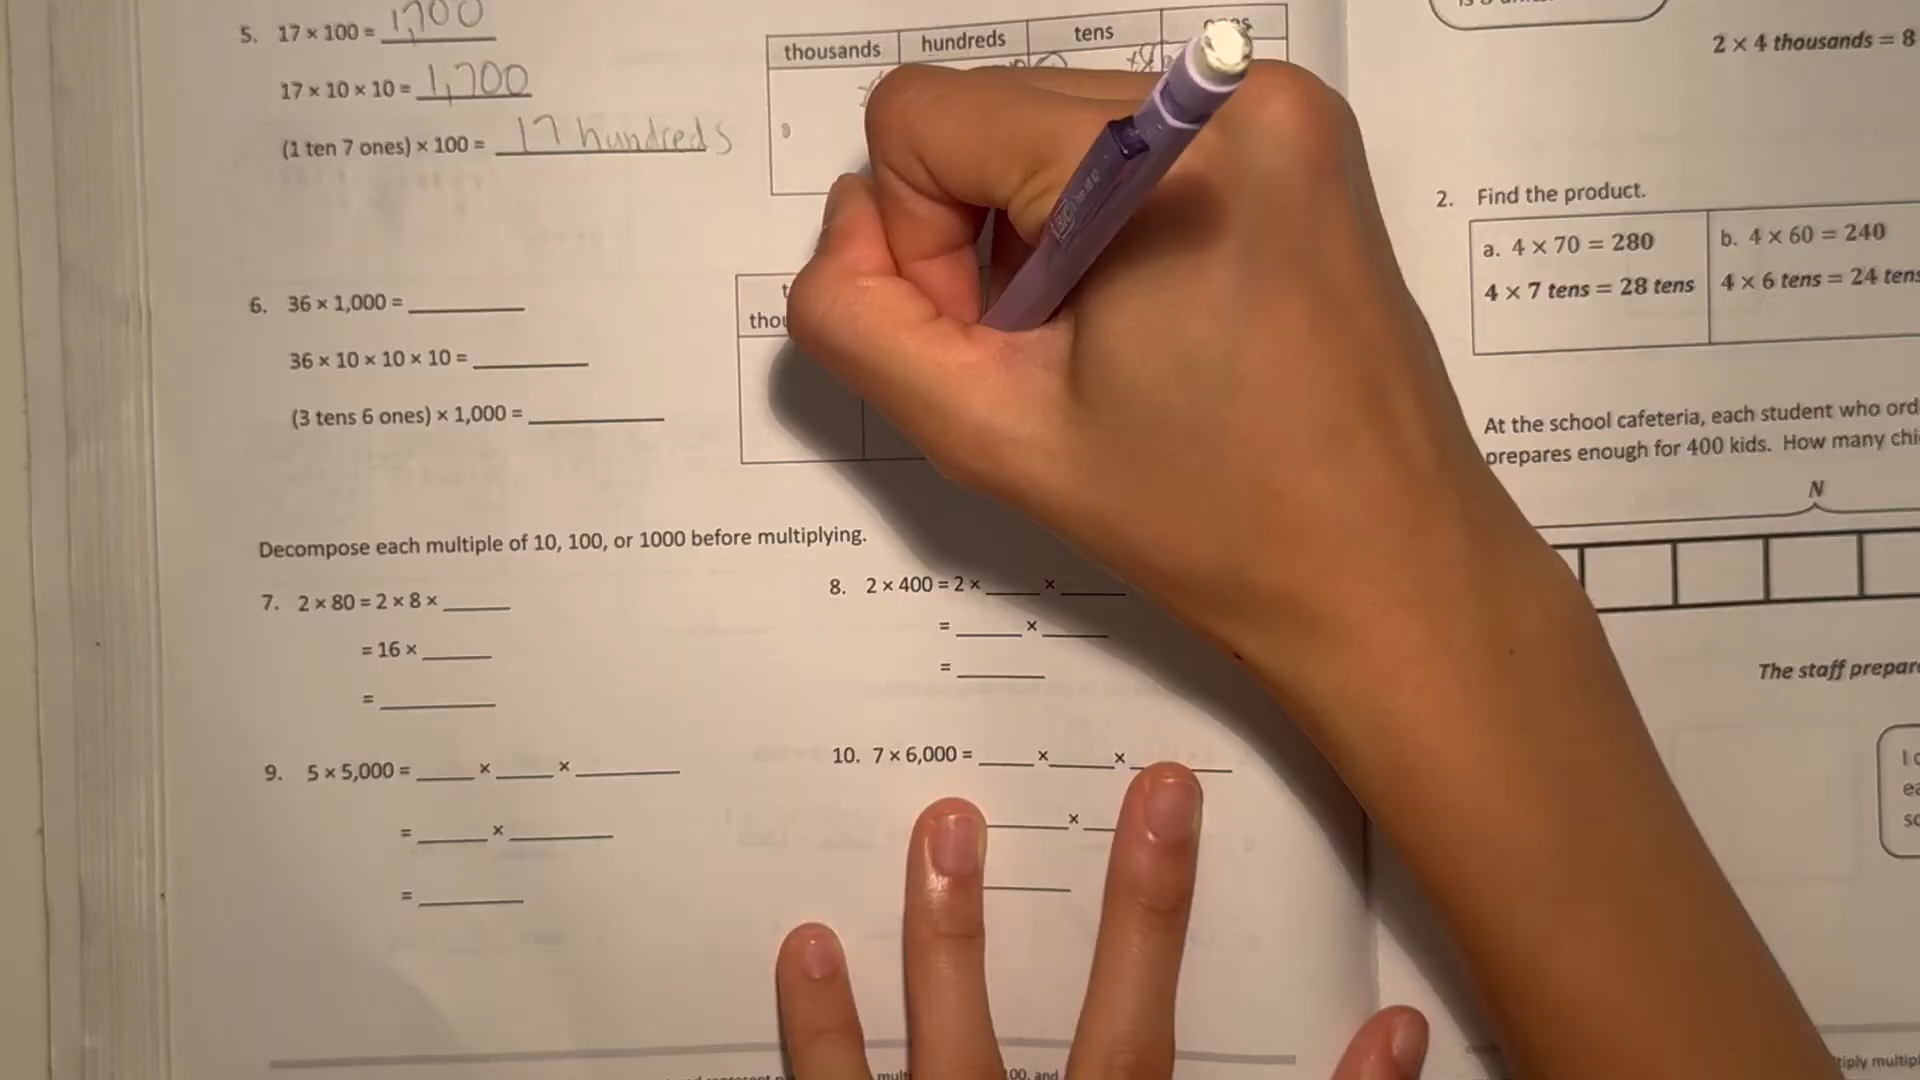 5. 17 × 100 = 1,700
17 × 10 × 10 = 1,700
(1 ten 7 ones) × 100 = 17 hundreds
thousands hundreds tens ones
6. 36 × 1,000 =
36 × 10 × 10 × 10 =
(3 tens 6 ones) × 1,000 =
Decompose each multiple of 10, 100, or 1000 before multiplying.
7. 2 × 80 = 2 × 8 ×
= 16 ×
=
8. 2 × 400 = 2 × ×
= ×
=
9. 5 × 5,000 = × ×
= ×
=
10. 7 × 6,000 = × ×
×
00, and
2 × 4 thousands = 8
2. Find the product.
a. 4 × 70 = 280
4 × 7 tens = 28 tens
b. 4 × 60 = 240
4 × 6 tens = 24 tens
At the school cafeteria, each student who ord
prepares enough for 400 kids. How many chi
N
The staff prepar
BIC